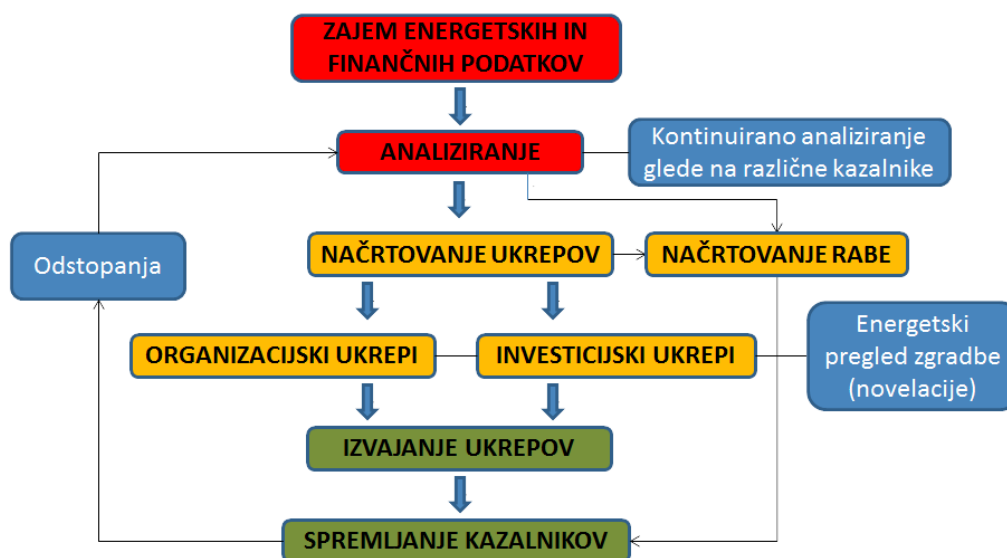 ZAJEM ENERGETSKIH IN
FINANČNIH PODATKOV
ANALIZIRANJE
Kontinuirano analiziranje
glede na različne kazalnike
Odstopanja
NAČRTOVANJE UKREPOV
NAČRTOVANJE RABE
ORGANIZACIJSKI UKREPI
INVESTICIJSKI UKREPI
Energetski
pregled zgradbe
(novelacije)
IZVAJANJE UKREPOV
SPREMLJANJE KAZALNIKOV